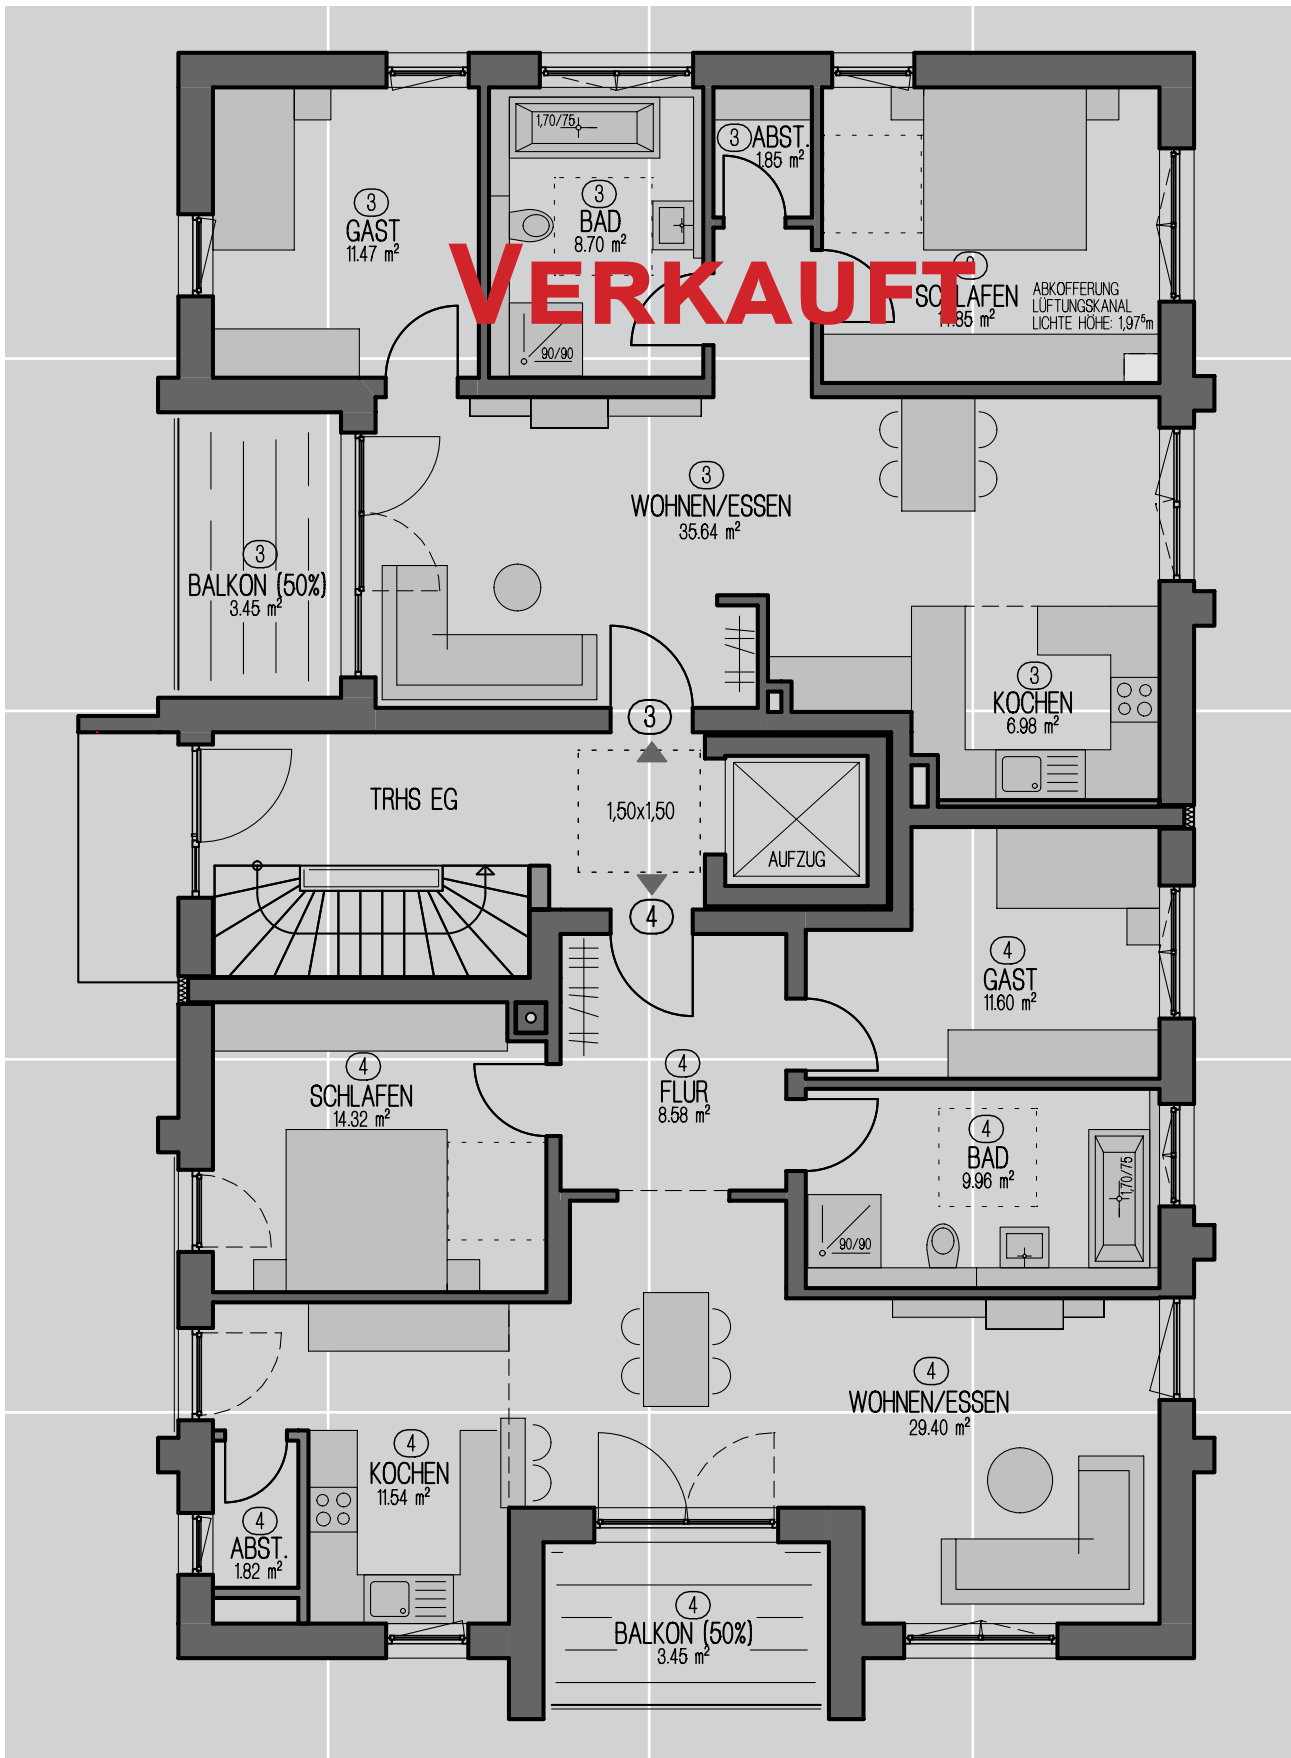 1,70/75
3 ABST.
1.85 m²
3
GAST
11.47 m²
3
BAD
8.70 m²
VERKAUFT
SCHLAFEN
ABKOFFERUNG
LÜFTUNGSKANAL
LICHTE HÖHE: 1,97⁵m
90/90
3
WOHNEN/ESSEN
35.64 m²
3
BALKON (50%)
3.45 m²
3
KOCHEN
6.98 m²
3
TRHS EG
1,50x1,50
AUFZUG
4
4
GAST
11.60 m²
4
SCHLAFEN
14.32 m²
4
FLUR
8.58 m²
4
BAD
9.96 m²
1,70/75
90/90
4
WOHNEN/ESSEN
29.40 m²
4
KOCHEN
11.54 m²
4
ABST.
1.82 m²
4
BALKON (50%)
3.45 m²